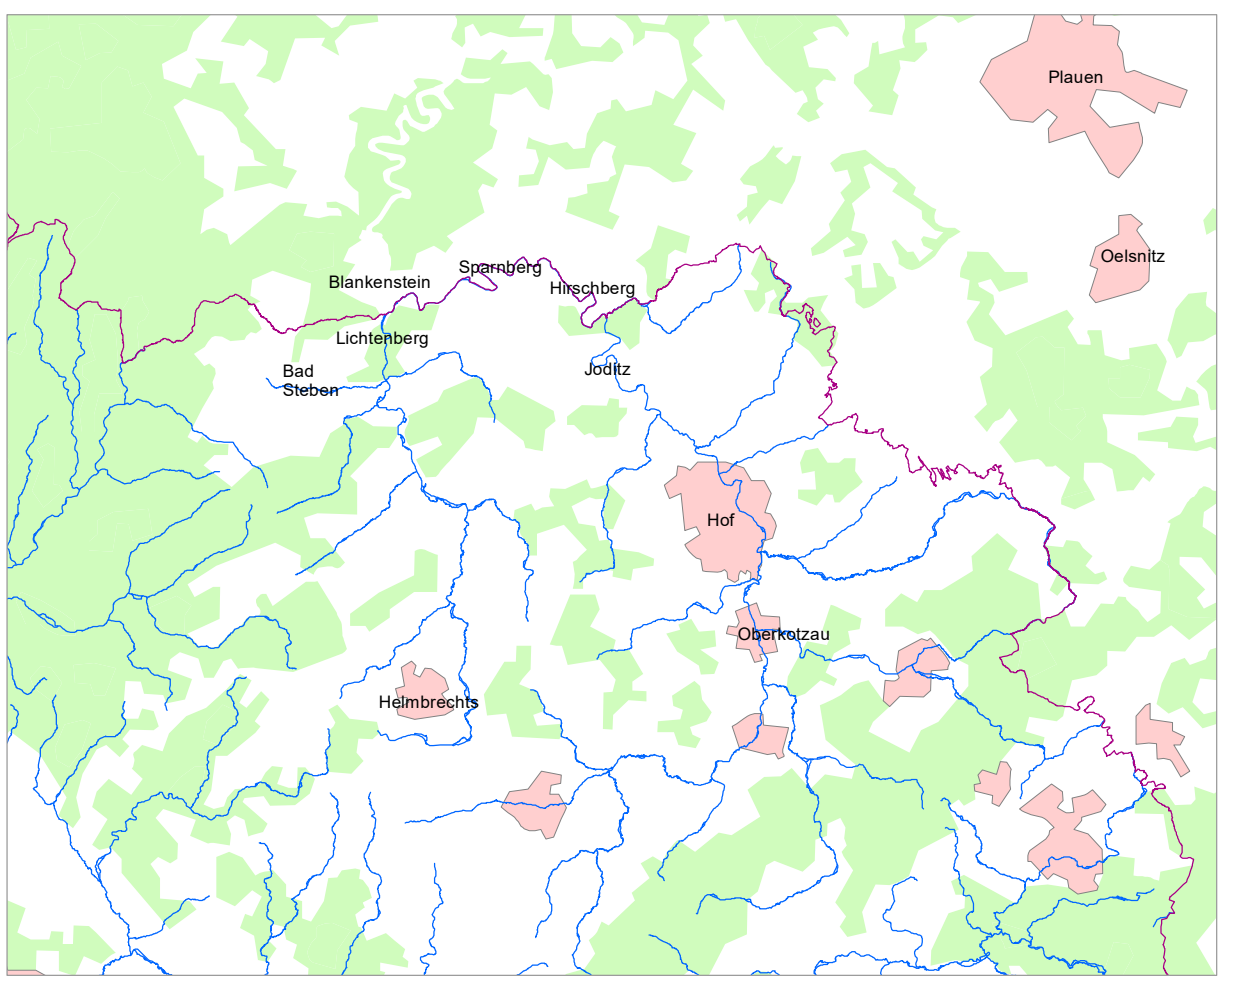 Plauen
Oelsnitz
Sparnberg
Blankenstein
Hirschberg
Lichtenberg
Joditz
Bad
Steben
Hof
Oberkotzau
Helmbrechts